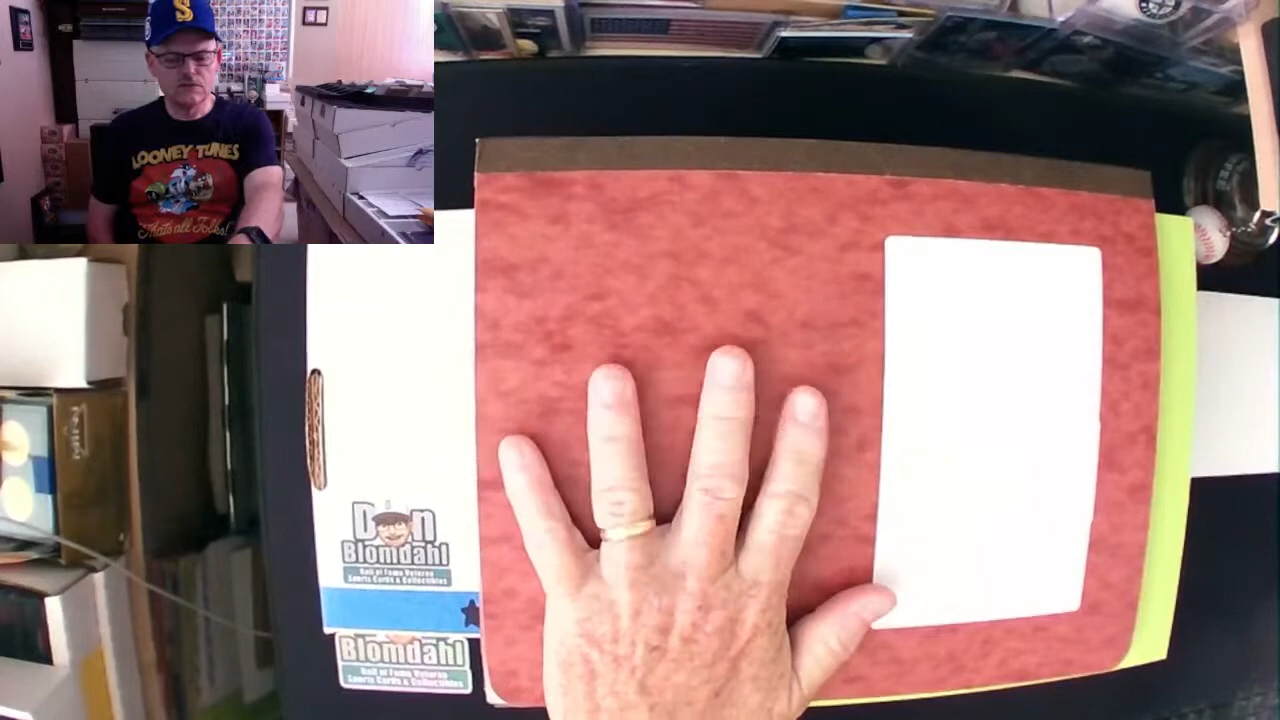 S
LOONEY TUNES
That's all Folks!
Don
Blomdahl
Hall of Fame Veteran
Sports Cards & Collectibles
Blomdahl
Hall of Fame Veteran
Sports Cards & Collectibles